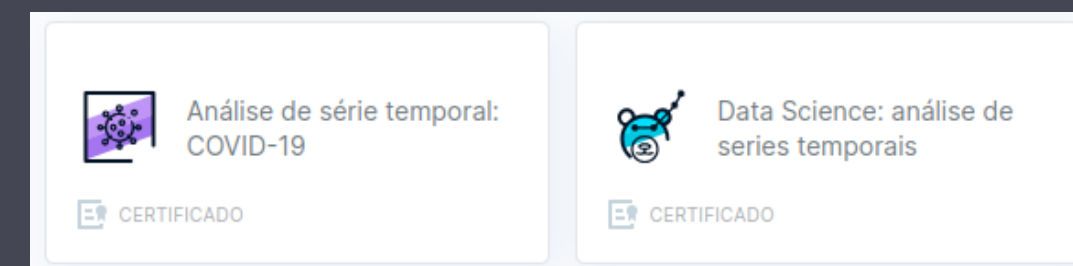 Análise de série temporal:
COVID-19
CERTIFICADO
Data Science: análise de
series temporais
CERTIFICADO